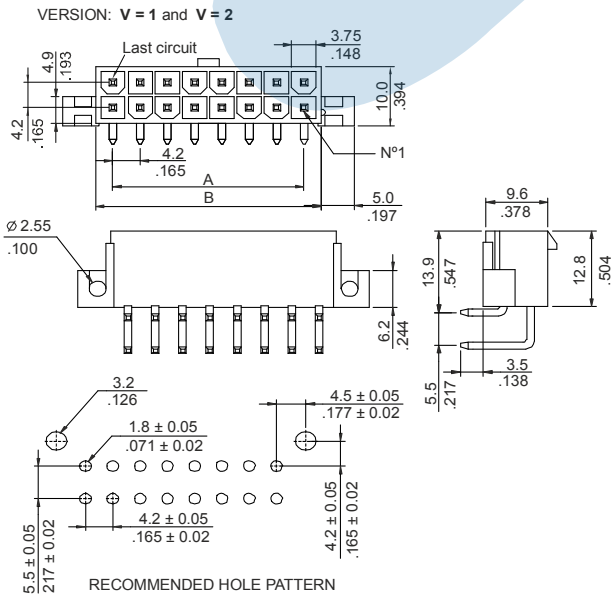 VERSION: V = 1 and V = 2
Last circuit
3.75
.148
4.9
.193
10.0
.394
4.2
.165
Nº1
4.2
.165
A
B
5.0
.197
Ø 2.55
.100
6.2
.244
9.6
.378
13.9
.547
12.8
.504
5.5
.217
3.5
.138
3.2
.126
1.8 ± 0.05
.071 ± 0.02
4.5 ± 0.05
.177 ± 0.02
4.2 ± 0.05
.165 ± 0.02
4.2 ± 0.05
.165 ± 0.02
5.5 ± 0.05
217 ± 0.02
RECOMMENDED HOLE PATTERN